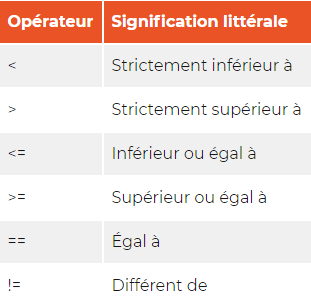 Opérateur Signification littérale
< Strictement inférieur à
> Strictement supérieur à
<= Inférieur ou égal à
>= Supérieur ou égal à
== Égal à
!= Différent de